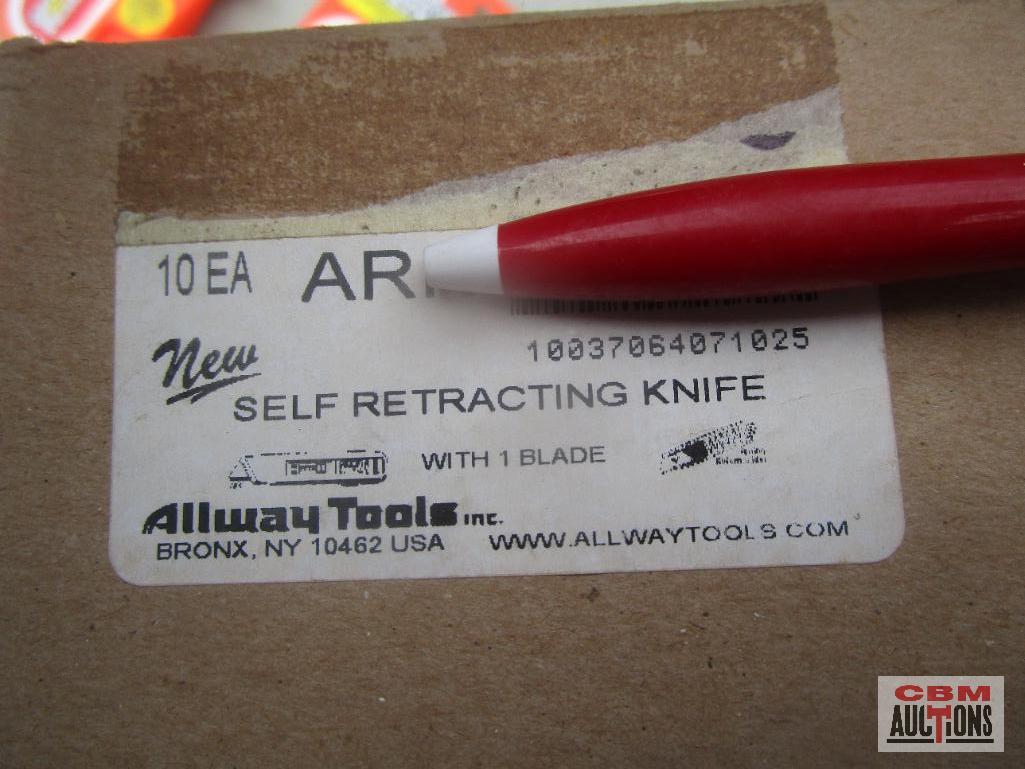 10 EA AR
10037064071025
New
SELF RETRACTING KNIFE
WITH 1 BLADE
Allway Tools INC.
BRONX, NY 10462 USA WWW.ALLWAYTOOLS.COM
CBM
AUCTIONS